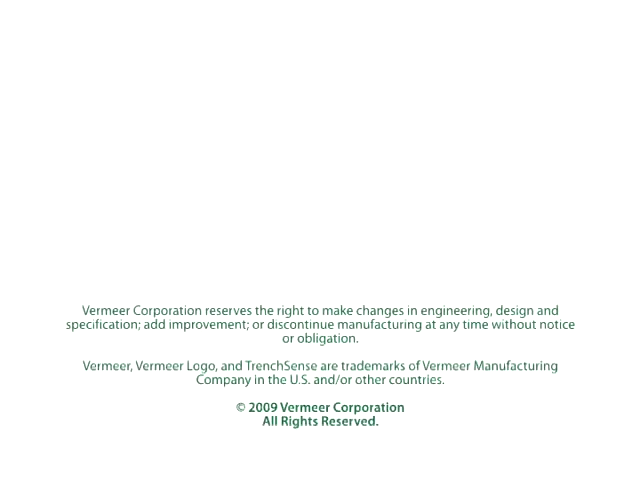 Vermeer Corporation reserves the right to make changes in engineering, design and
specification; add improvement; or discontinue manufacturing at any time without notice
or obligation.
Vermeer, Vermeer Logo, and TrenchSense are trademarks of Vermeer Manufacturing
Company in the U.S. and/or other countries.
© 2009 Vermeer Corporation
All Rights Reserved.